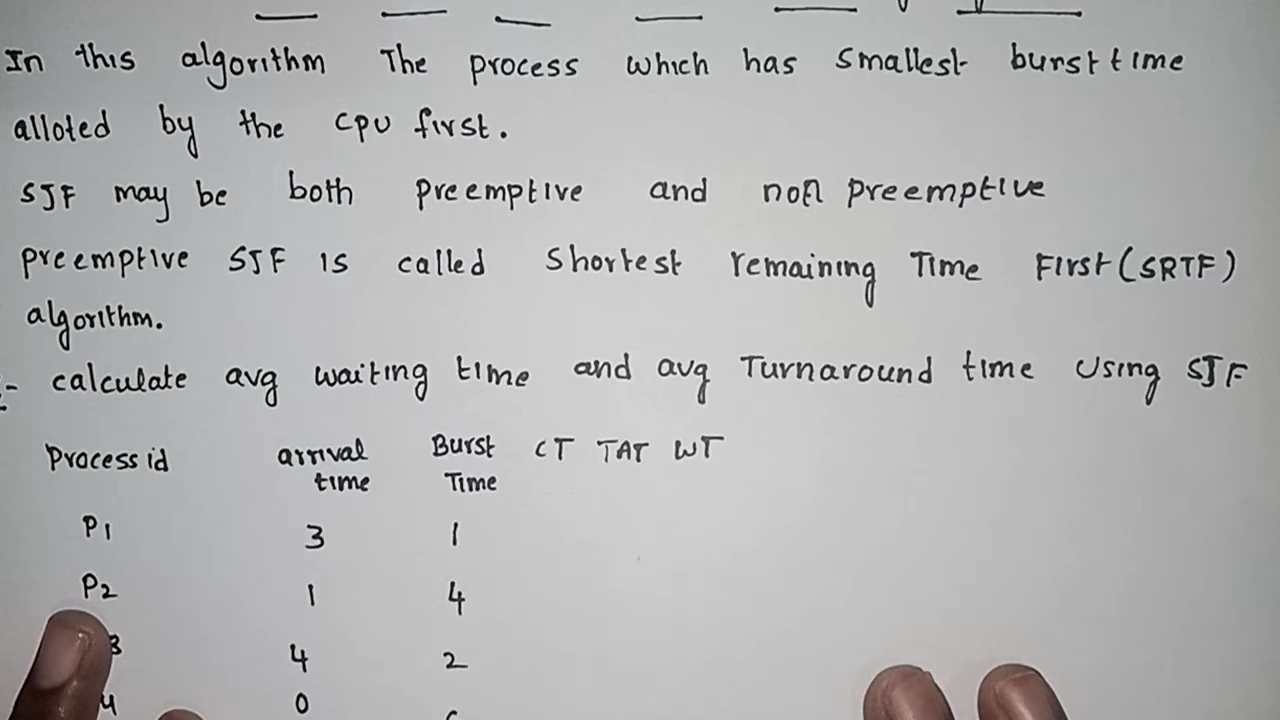 In this algorithm The process which has smallest burst time
alloted by the cpu first.
SJF may be both preemptive and non preemptive
preemptive SJF is called shortest remaining Time First (SRTF)
algorithm.
calculate avg waiting time and avg Turnaround time using SJF
Process id arrival time Burst Time CT TAT WT
P1 3 1
P2 1 4
3 4 2
4 0